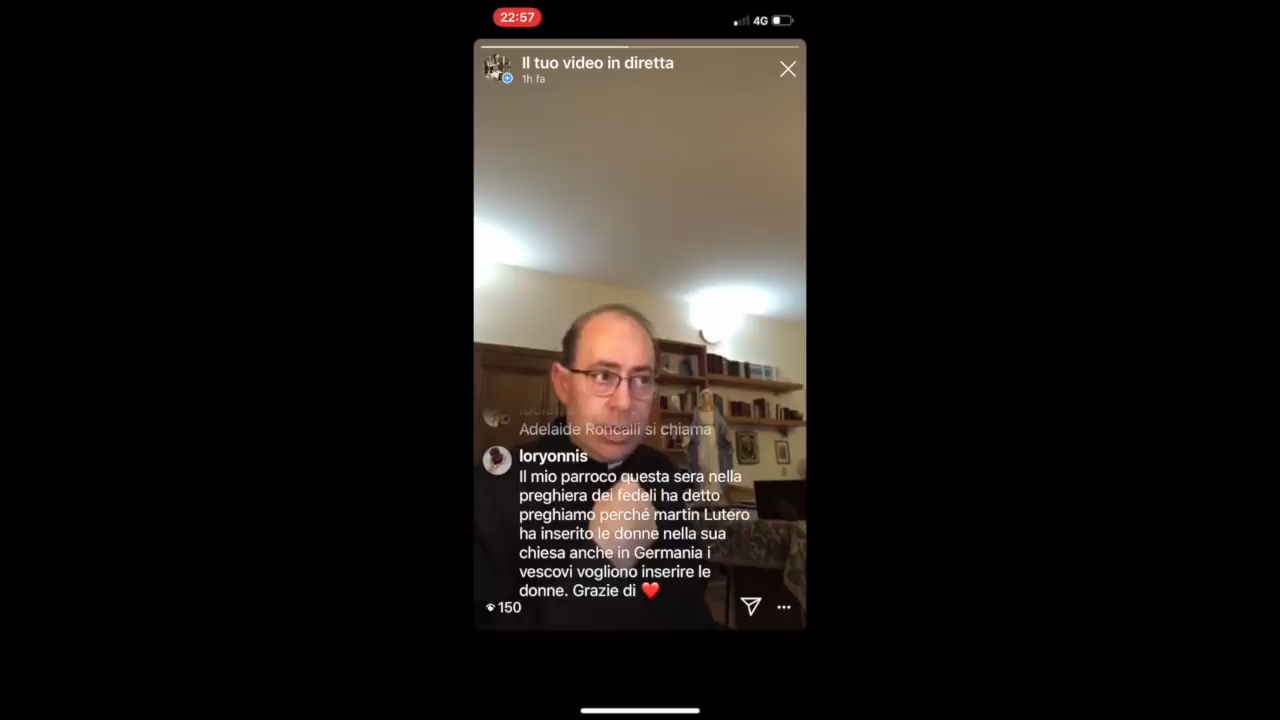 22:57
4G
Il tuo video in diretta
1h fa
Adelaide Roncalli si chiama
loryonnis
Il mio parroco questa sera nella
preghiera dei fedeli ha detto
preghiamo perché martin Lutero
ha inserito le donne nella sua
chiesa anche in Germania i
vescovi vogliono inserire le
donne. Grazie di ❤️
150